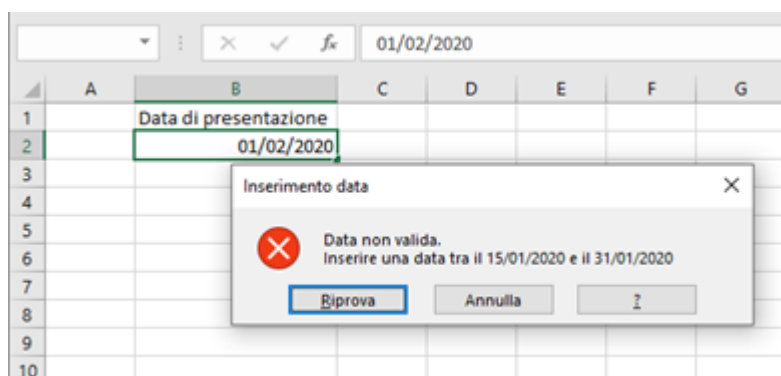 fx 01/02/2020
A B C D E F G
1 Data di presentazione
2 01/02/2020
3
Inserimento data
4
5 Data non valida.
6 Inserire una data tra il 15/01/2020 e il 31/01/2020
7
Riprova Annulla ?
8
9
10